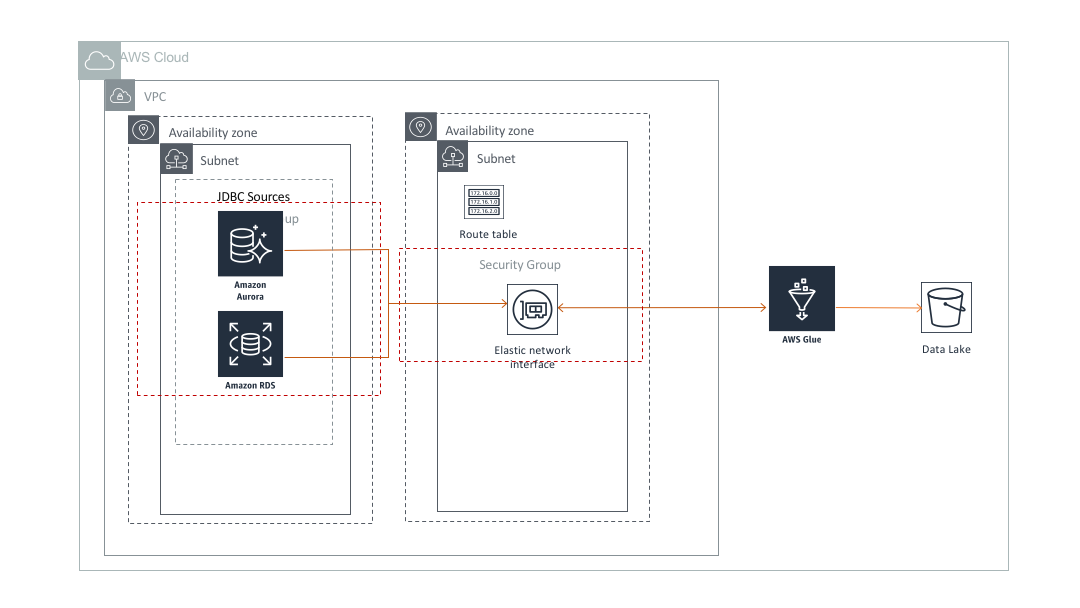 AWS Cloud
VPC
Availability zone
Subnet
JDBC Sources
up
Amazon
Aurora
Amazon RDS
Availability zone
Subnet
172.16.0.0
172.16.1.0
172.16.2.0
Route table
Security Group
Elastic network
interface
AWS Glue
Data Lake